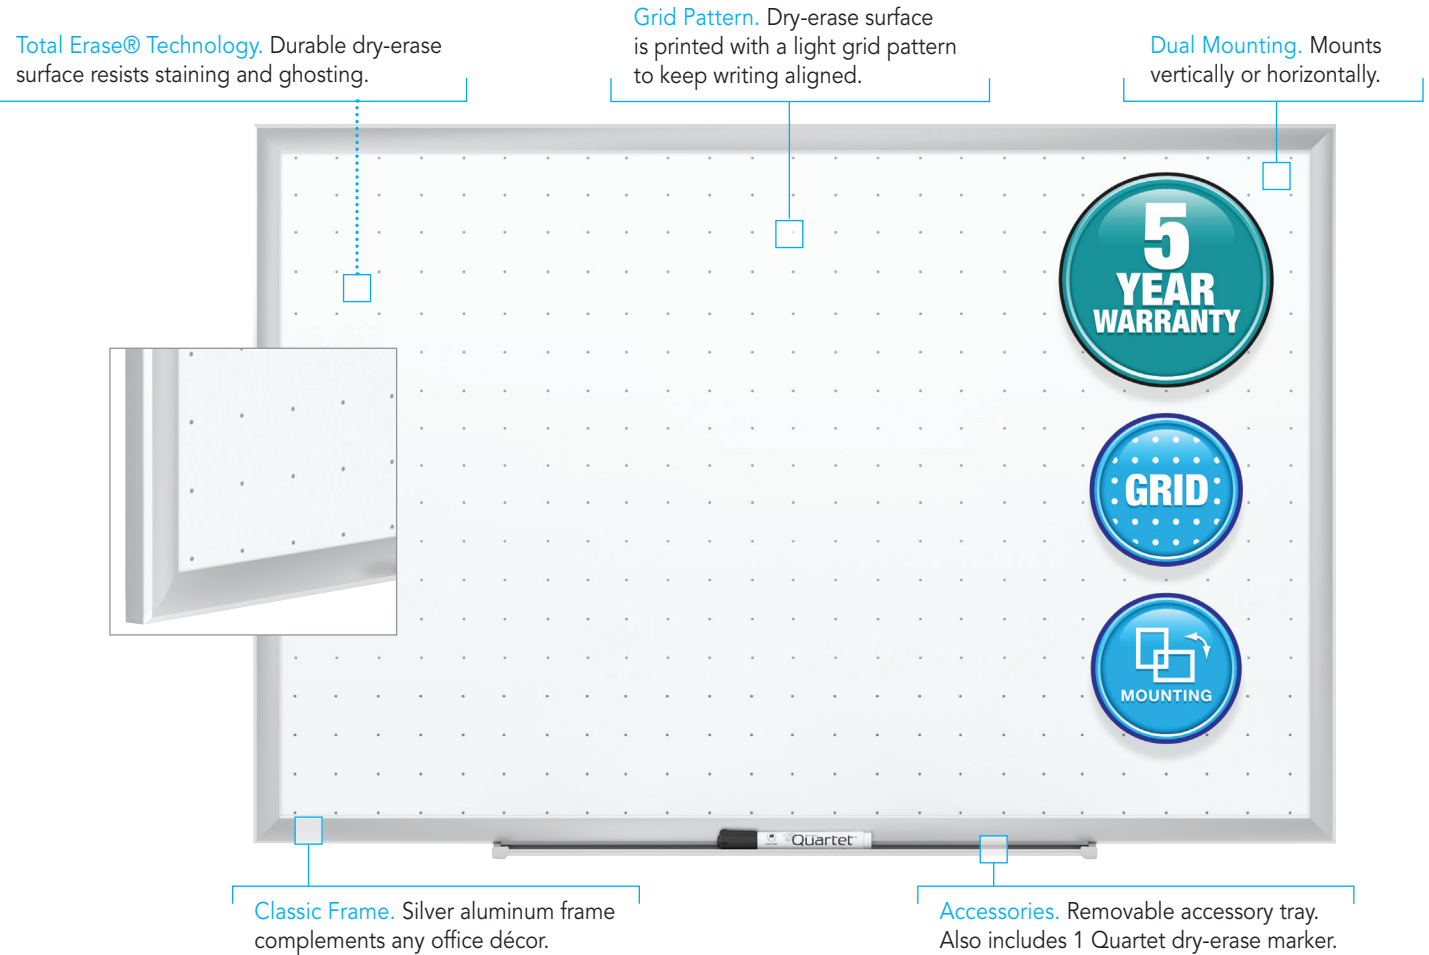 Total Erase® Technology. Durable dry-erase
surface resists staining and ghosting.
Grid Pattern. Dry-erase surface
is printed with a light grid pattern
to keep writing aligned.
Dual Mounting. Mounts
vertically or horizontally.
5
YEAR
WARRANTY
GRID
MOUNTING
Quartet
Classic Frame. Silver aluminum frame
complements any office décor.
Accessories. Removable accessory tray.
Also includes 1 Quartet dry-erase marker.